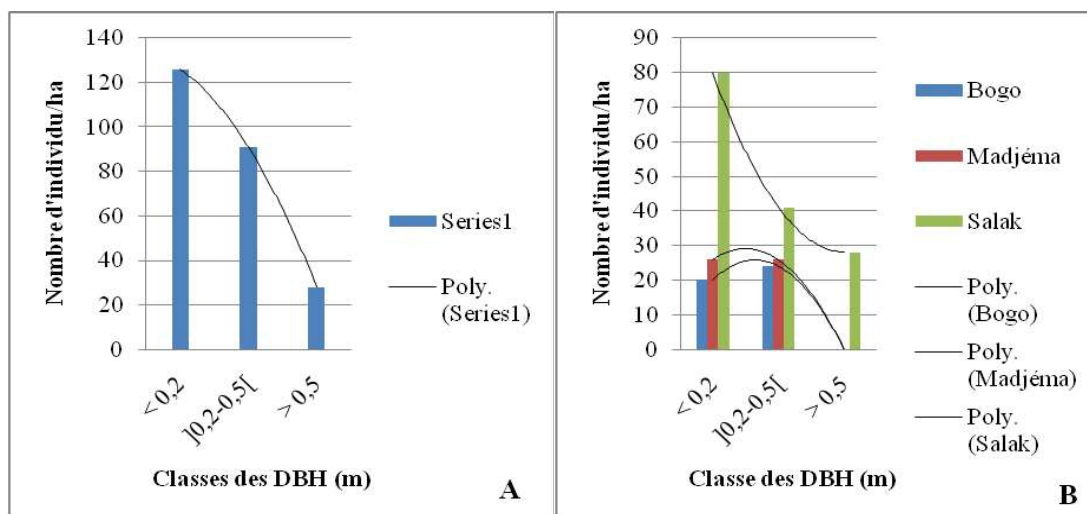 Nombre d'individu/ha
140
120
100
80
60
40
20
0
< 0,2
]0,2-0,5[
> 0,5
Classes des DBH (m)
Series1
Poly.
(Series1)
A
Nombre d'individu/ha
90
80
70
60
50
40
30
20
10
0
< 0,2
]0,2-0,5[
> 0,5
Classe des DBH (m)
Bogo
Madjéma
Salak
Poly.
(Bogo)
Poly.
(Madjéma)
Poly.
(Salak)
B